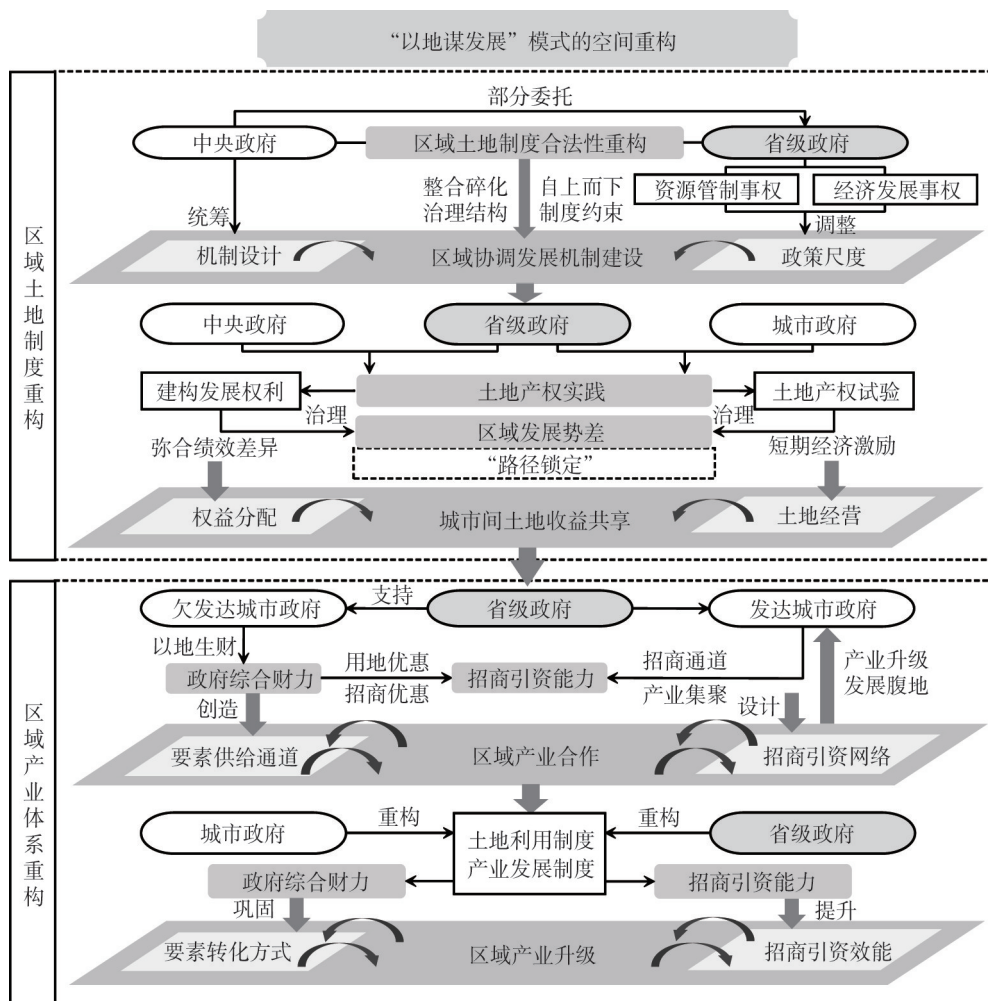 “以地谋发展”模式的空间重构
区域土地制度重构
部分委托
中央政府
区域土地制度合法性重构
省级政府
整合碎化
治理结构
自上而下
制度约束
资源管制事权
经济发展事权
统筹
调整
机制设计
区域协调发展机制建设
政策尺度
中央政府
省级政府
城市政府
建构发展权利
土地产权实践
土地产权试验
治理
治理
区域发展势差
弥合绩效差异
“路径锁定”
短期经济激励
权益分配
城市间土地收益共享
土地经营
区域产业体系重构
欠发达城市政府
支持
省级政府
发达城市政府
以地生财
用地优惠
招商通道
产业升级
发展腹地
政府综合财力
招商引资能力
招商优惠
产业集聚
创造
设计
要素供给通道
区域产业合作
招商引资网络
城市政府
重构
土地利用制度
产业发展制度
重构
省级政府
政府综合财力
招商引资能力
巩固
提升
要素转化方式
区域产业升级
招商引资效能